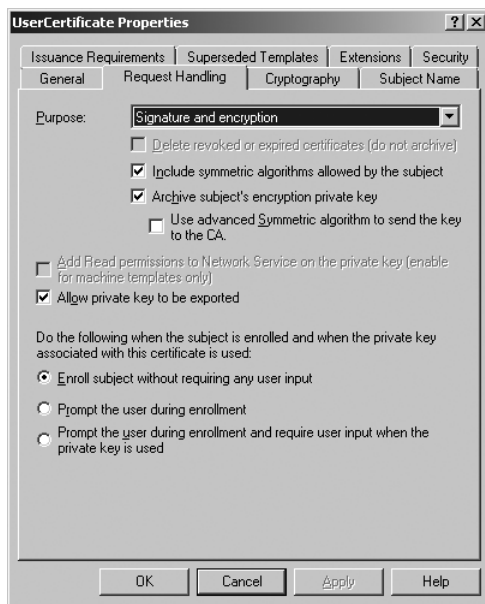 UserCertificate Properties
Issuance Requirements Superseded Templates Extensions Security
General Request Handling Cryptography Subject Name
Purpose: Signature and encryption
Delete revoked or expired certificates (do not archive)
Include symmetric algorithms allowed by the subject
Archive subject's encryption private key
Use advanced Symmetric algorithm to send the key
to the CA.
Add Read permissions to Network Service on the private key (enable
for machine templates only)
Allow private key to be exported
Do the following when the subject is enrolled and when the private key
associated with this certificate is used:
Enroll subject without requiring any user input
Prompt the user during enrollment
Prompt the user during enrollment and require user input when the
private key is used
OK Cancel Apply Help